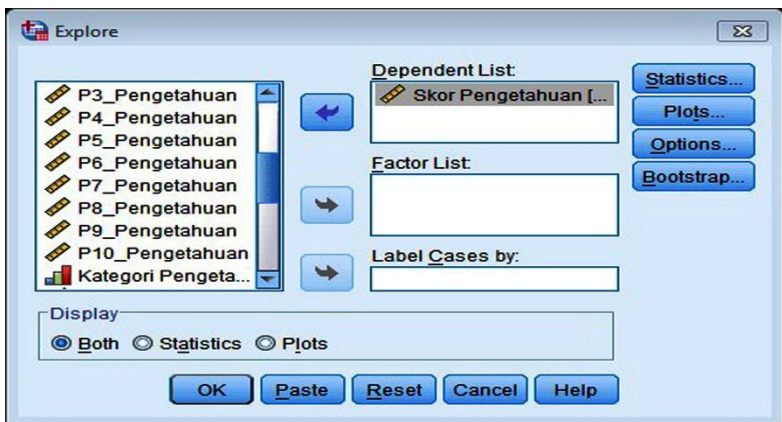 Explore
P3_Pengetahuan
P4_Pengetahuan
P5_Pengetahuan
P6_Pengetahuan
P7_Pengetahuan
P8_Pengetahuan
P9_Pengetahuan
P10_Pengetahuan
Kategori Pengeta...
Dependent List:
Skor Pengetahuan [...
Factor List:
Label Cases by:
Statistics...
Plots...
Options...
Bootstrap...
Display
Both Statistics Plots
OK Paste Reset Cancel Help